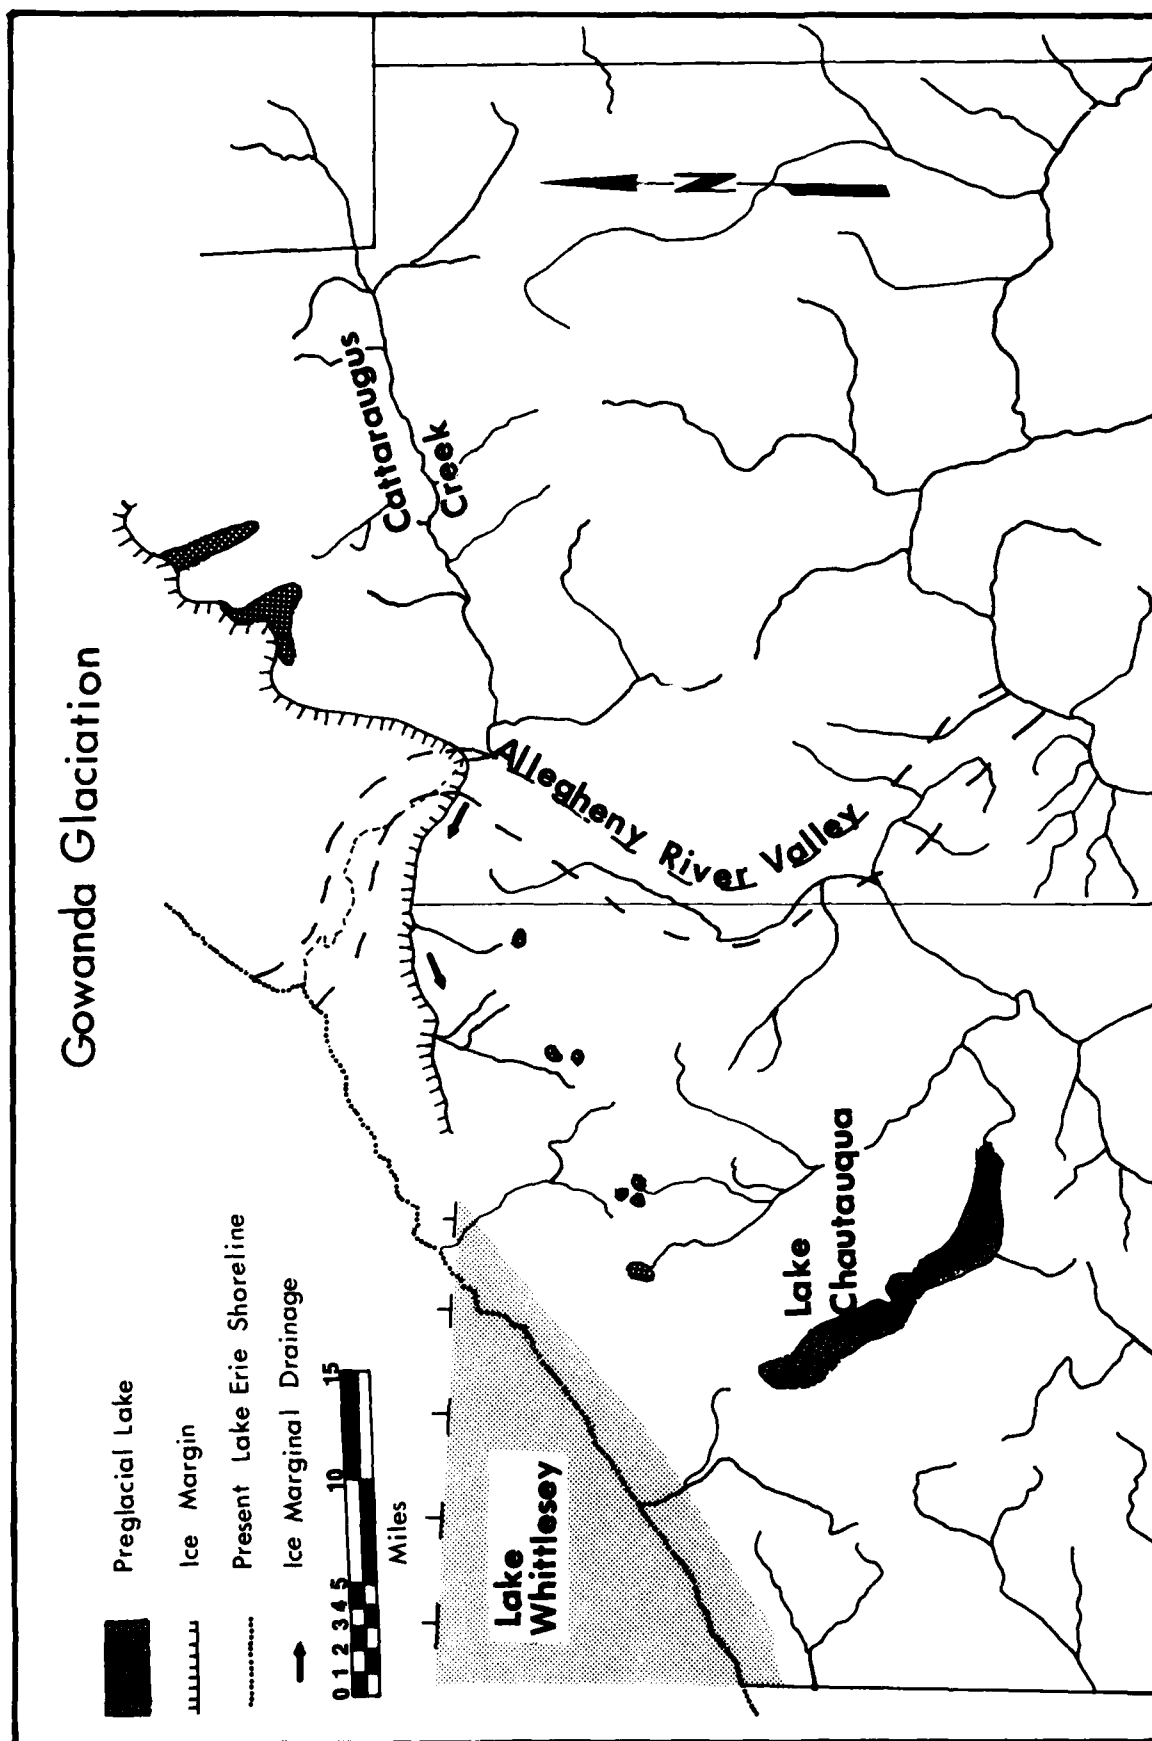 Gowanda Glaciation
Preglacial Lake
Ice Margin
Present Lake Erie Shoreline
Ice Marginal Drainage
0 1 2 3 4 5 10 15
Miles
Lake
Whittlesey
Lake
Chautauqua
Allegheny River Valley
Cattaraugus
Creek
N